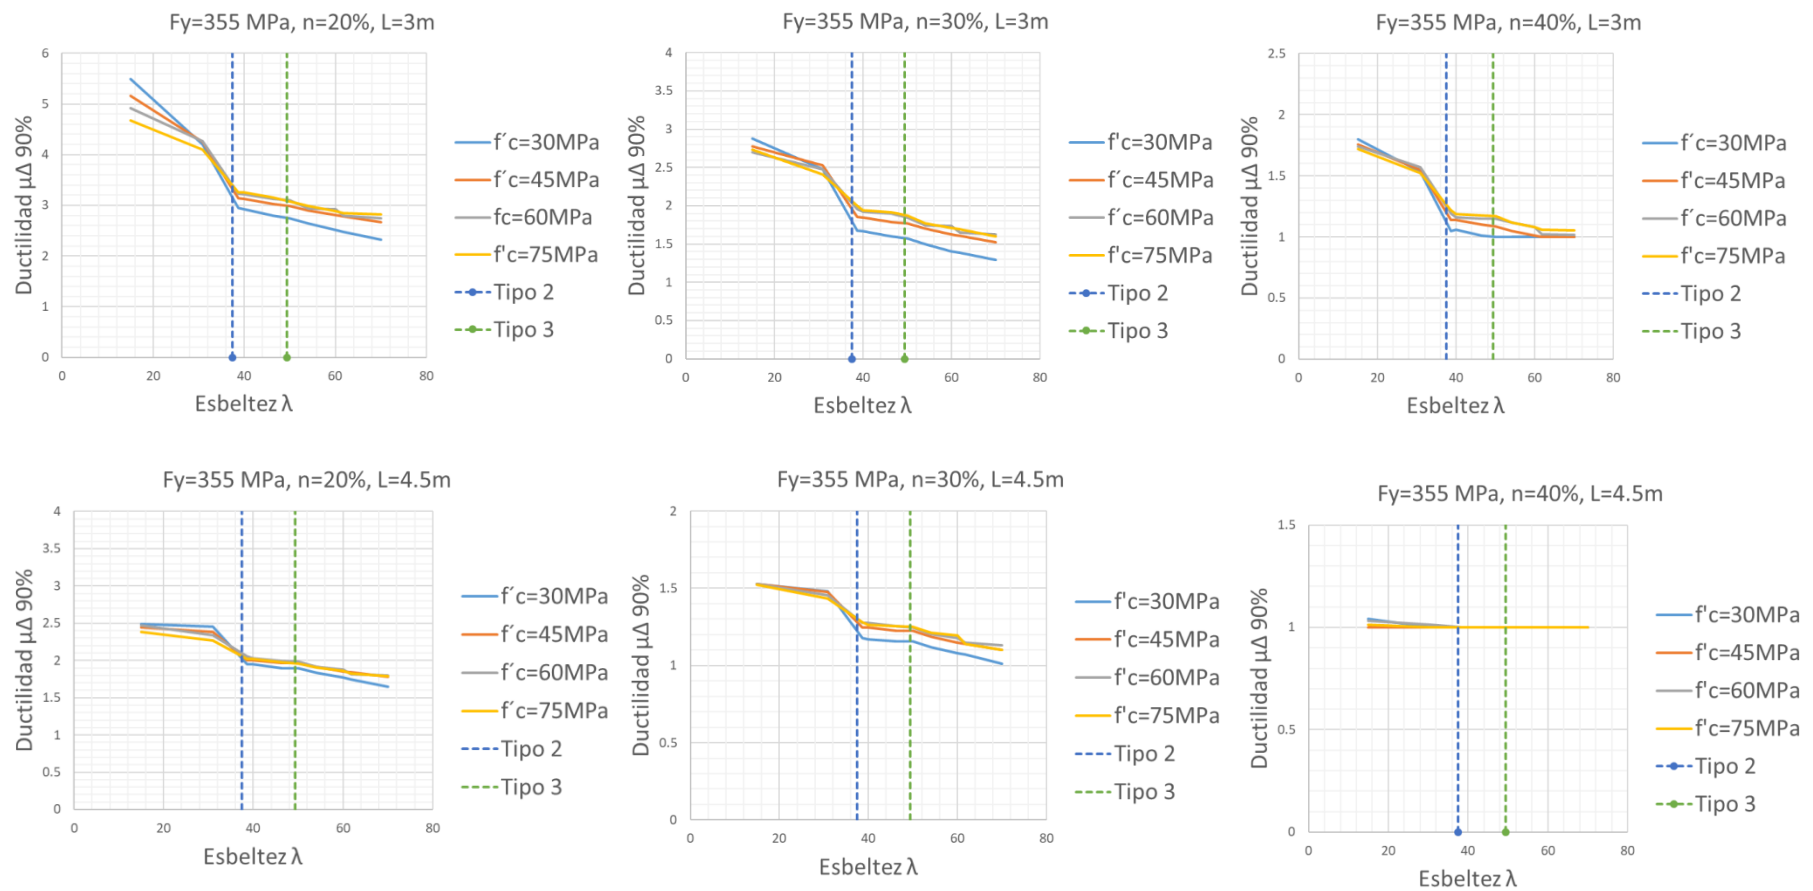 Fy=355 MPa, n=20%, L=3m
6
5
4
3
2
1
0
0 20 40 60 80
Ductilidad µΔ 90%
Esbeltez λ
f´c=30MPa
f´c=45MPa
fc=60MPa
f'c=75MPa
Tipo 2
Tipo 3
Fy=355 MPa, n=30%, L=3m
4
3.5
3
2.5
2
1.5
1
0.5
0
0 20 40 60 80
Ductilidad µΔ 90%
Esbeltez λ
f'c=30MPa
f'c=45MPa
f´c=60MPa
f'c=75MPa
Tipo 2
Tipo 3
Fy=355 MPa, n=40%, L=3m
2.5
2
1.5
1
0.5
0
0 20 40 60 80
Ductilidad µΔ 90%
Esbeltez λ
f´c=30MPa
f'c=45MPa
f´c=60MPa
f'c=75MPa
Tipo 2
Tipo 3
Fy=355 MPa, n=20%, L=4.5m
4
3.5
3
2.5
2
1.5
1
0.5
0
0 20 40 60 80
Ductilidad µΔ 90%
Esbeltez λ
f´c=30MPa
f´c=45MPa
f´c=60MPa
f´c=75MPa
Tipo 2
Tipo 3
Fy=355 MPa, n=30%, L=4.5m
2
1.5
1
0.5
0
0 20 40 60 80
Ductilidad µΔ 90%
Esbeltez λ
f'c=30MPa
f'c=45MPa
f'c=60MPa
f'c=75MPa
Tipo 2
Tipo 3
Fy=355 MPa, n=40%, L=4.5m
1.5
1
0.5
0
0 20 40 60 80
Ductilidad µΔ 90%
Esbeltez λ
f'c=30MPa
f'c=45MPa
f'c=60MPa
f'c=75MPa
Tipo 2
Tipo 3